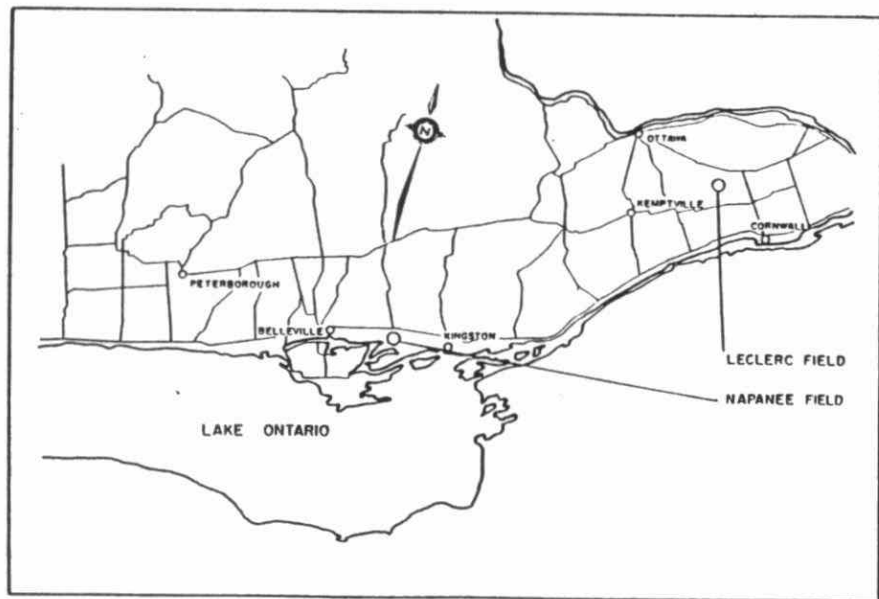 N
OTTAWA
KEMPTVILLE
CORNWALL
PETERBOROUGH
BELLEVILLE
KINGSTON
LECLERC FIELD
NAPANEE FIELD
LAKE ONTARIO